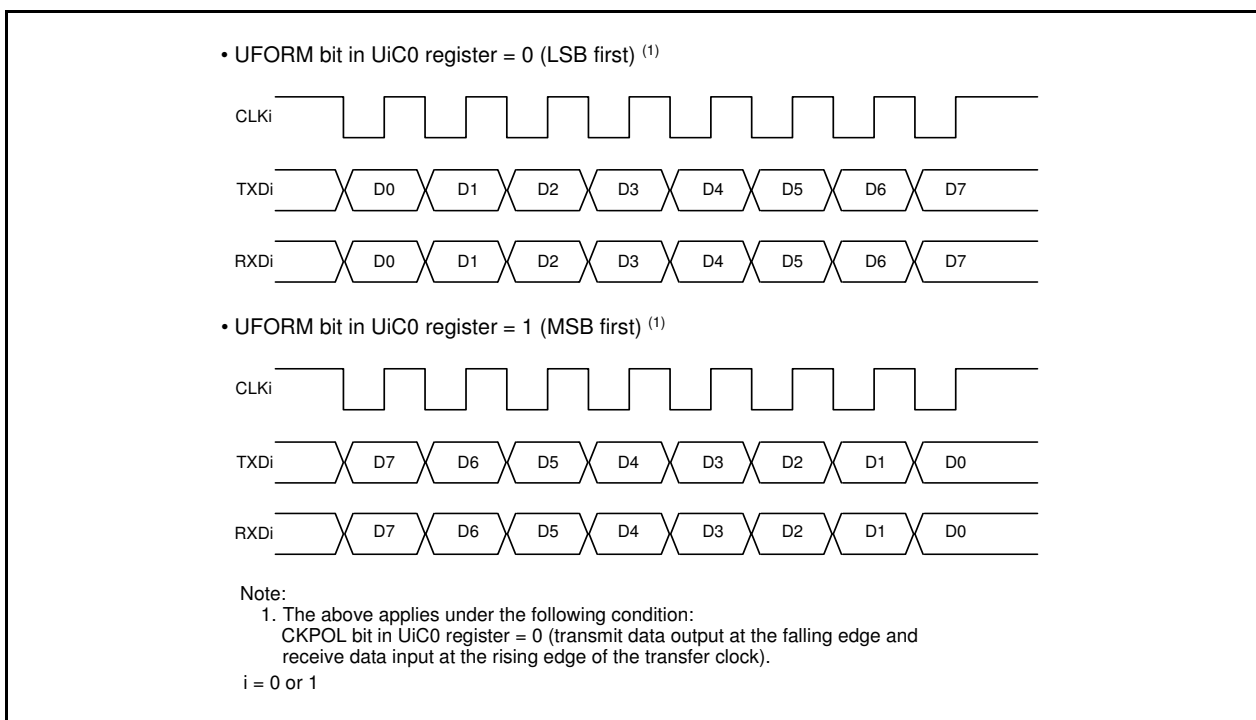 • UFORM bit in UiC0 register = 0 (LSB first) (1)
CLKi
TXDi D0 D1 D2 D3 D4 D5 D6 D7
RXDi D0 D1 D2 D3 D4 D5 D6 D7
• UFORM bit in UiC0 register = 1 (MSB first) (1)
CLKi
TXDi D7 D6 D5 D4 D3 D2 D1 D0
RXDi D7 D6 D5 D4 D3 D2 D1 D0
Note:
1. The above applies under the following condition:
CKPOL bit in UiC0 register = 0 (transmit data output at the falling edge and
receive data input at the rising edge of the transfer clock).
i = 0 or 1